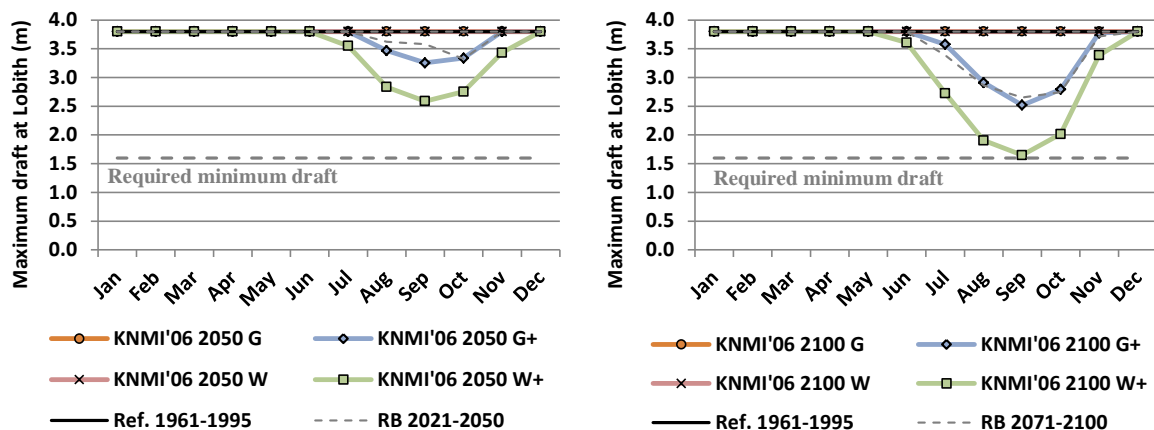 Maximum draft at Lobith (m)
4.0
3.5
3.0
2.5
2.0
1.5
1.0
0.5
0.0
Required minimum draft
Jan Feb Mar Apr May Jun Jul Aug Sep Oct Nov Dec
KNMI'06 2050 G KNMI'06 2050 G+
KNMI'06 2050 W KNMI'06 2050 W+
Ref. 1961-1995 RB 2021-2050
Maximum draft at Lobith (m)
4.0
3.5
3.0
2.5
2.0
1.5
1.0
0.5
0.0
Required minimum draft
Jan Feb Mar Apr May Jun Jul Aug Sep Oct Nov Dec
KNMI'06 2100 G KNMI'06 2100 G+
KNMI'06 2100 W KNMI'06 2100 W+
Ref. 1961-1995 RB 2071-2100